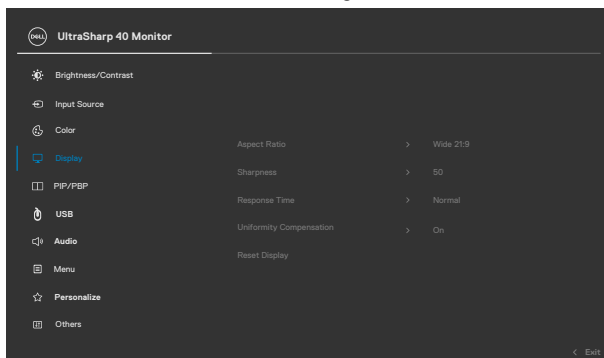 DELL UltraSharp 40 Monitor
Brightness/Contrast
Input Source
Color
Display
PIP/PBP
USB
Audio
Menu
Personalize
Others
Aspect Ratio > Wide 21:9
Sharpness > 50
Response Time > Normal
Uniformity Compensation > On
Reset Display
< Exit